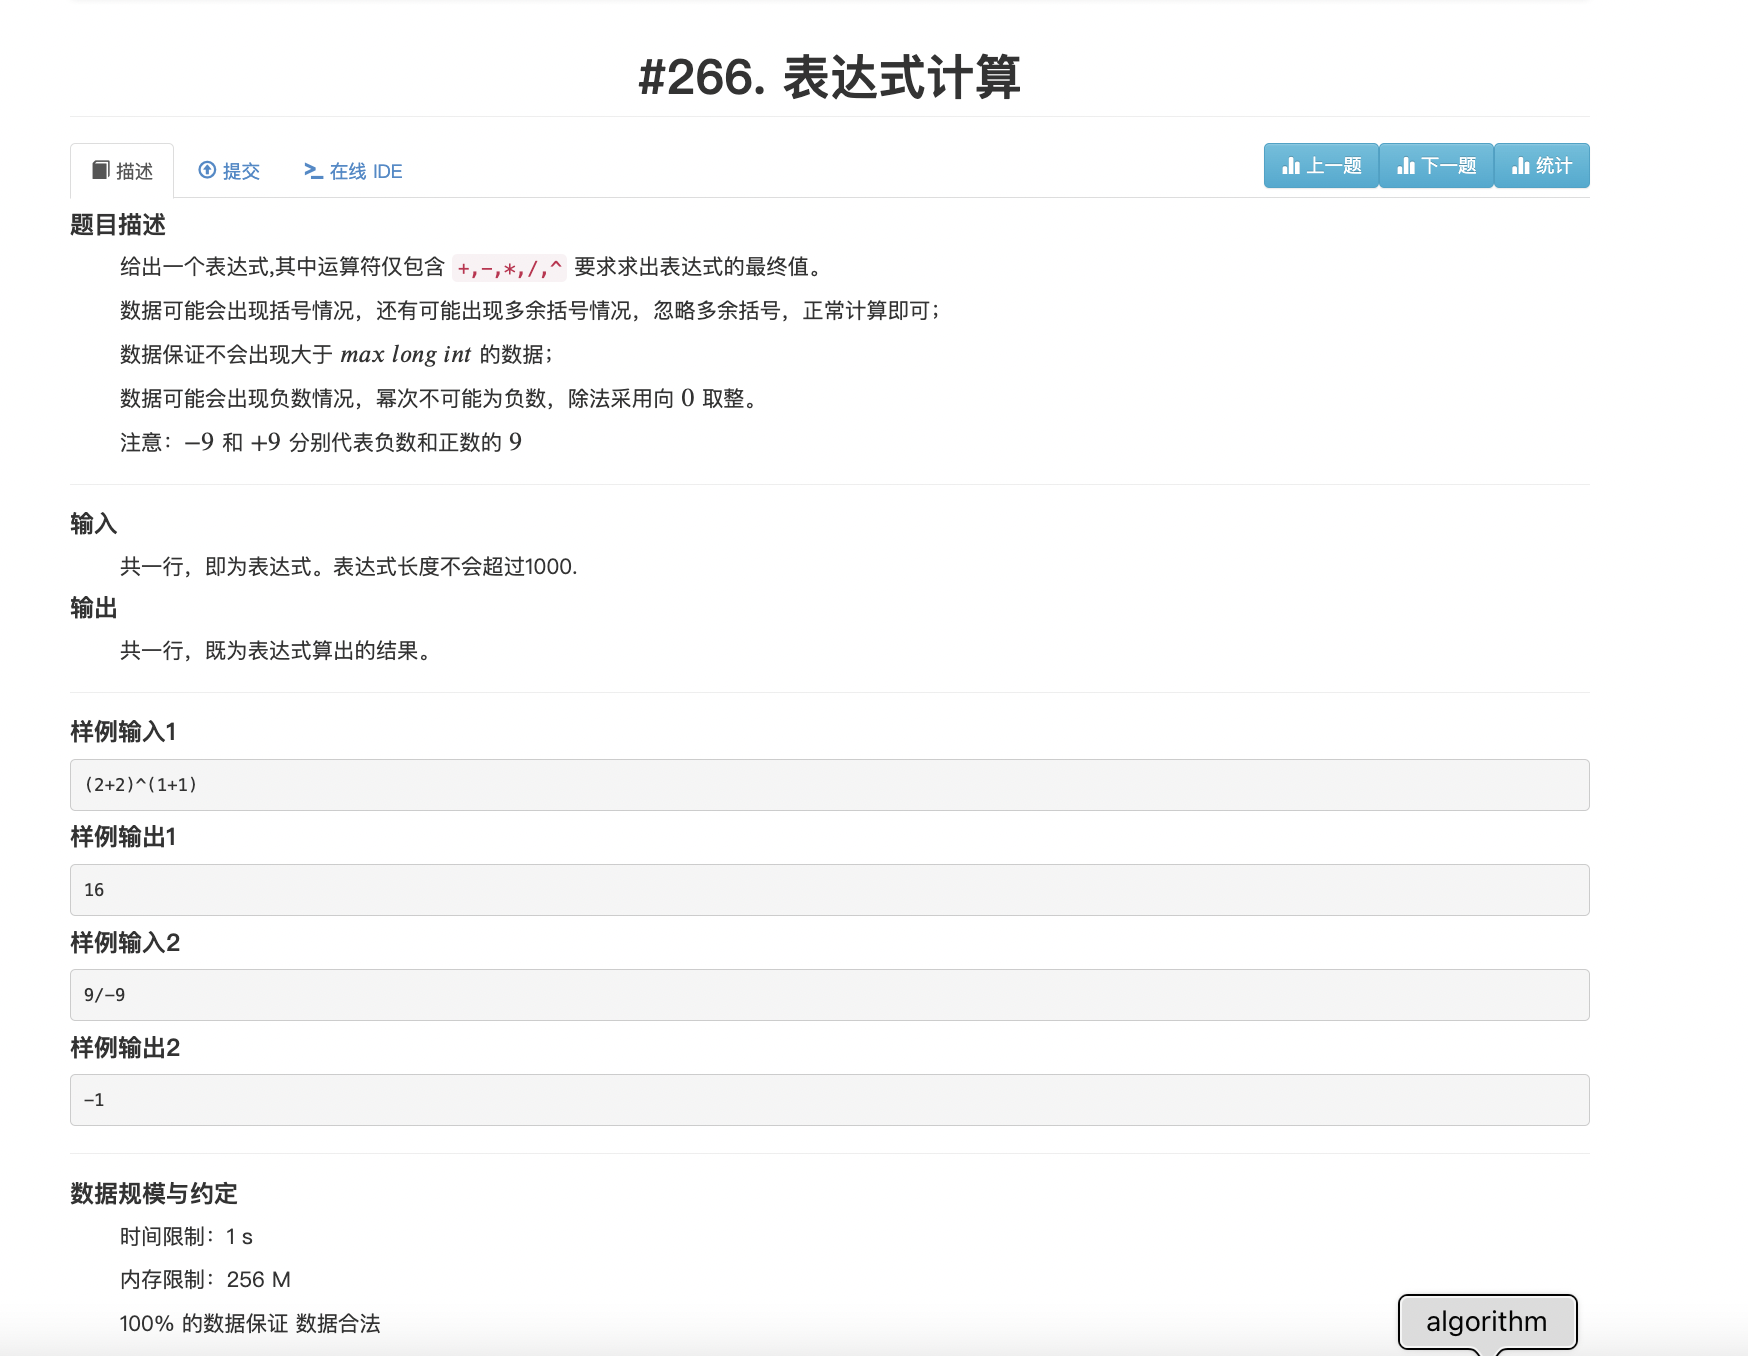 #266. 表达式计算
描述 提交 在线 IDE 上一题 下一题 统计
题目描述
给出一个表达式,其中运算符仅包含 +,-,*,/,^ 要求求出表达式的最终值。
数据可能会出现括号情况，还有可能出现多余括号情况，忽略多余括号，正常计算即可；
数据保证不会出现大于 max long int 的数据；
数据可能会出现负数情况，幂次不可能为负数，除法采用向 0 取整。
注意：−9 和 +9 分别代表负数和正数的 9
输入
共一行，即为表达式。表达式长度不会超过1000.
输出
共一行，既为表达式算出的结果。
样例输入1
(2+2)^(1+1)
样例输出1
16
样例输入2
9/-9
样例输出2
-1
数据规模与约定
时间限制：1 s
内存限制：256 M
100% 的数据保证 数据合法
algorithm